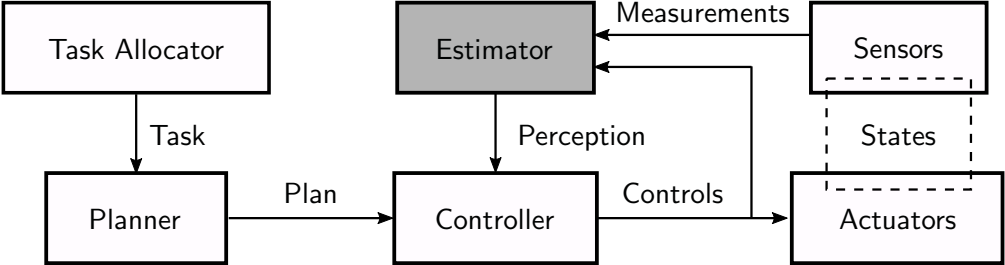 Measurements
Task Allocator
Estimator
Sensors
Task
Perception
States
Plan
Controls
Planner
Controller
Actuators